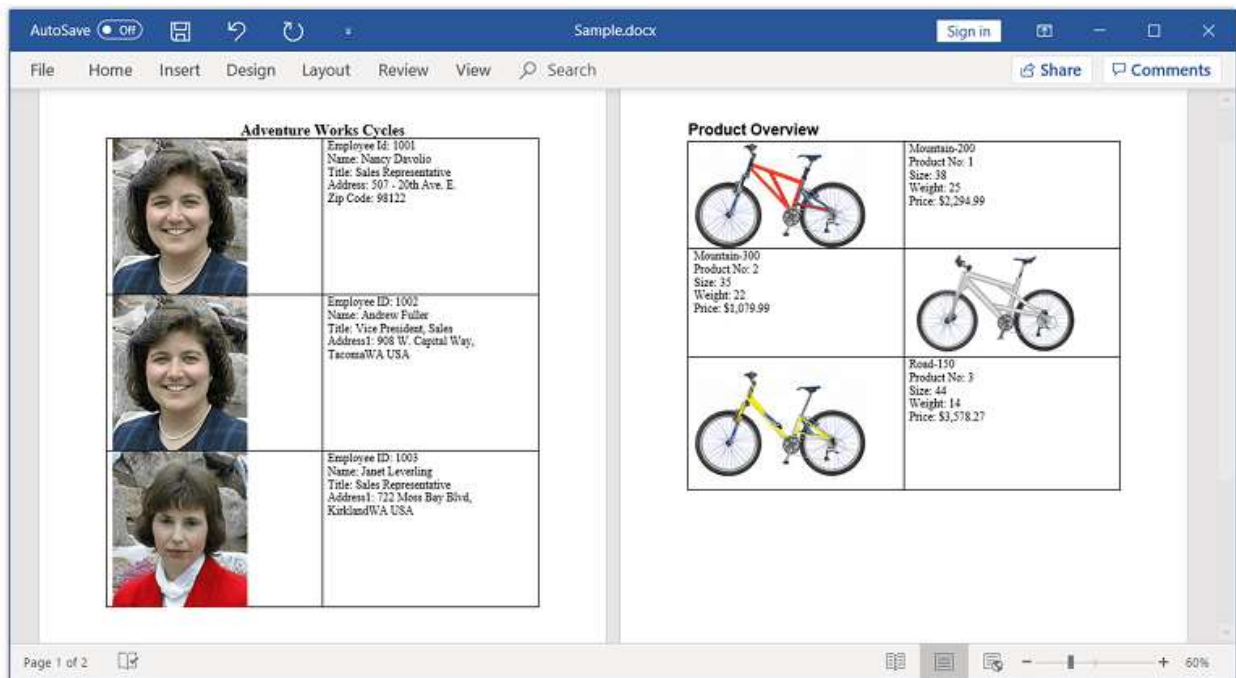 AutoSave Off Sample.docx Sign in
File Home Insert Design Layout Review View Search Share Comments
Adventure Works Cycles
Employee Id: 1001
Name: Nancy Davolio
Title: Sales Representative
Address: 507 - 20th Ave. E.
Zip Code: 98122
Employee ID: 1002
Name: Andrew Fuller
Title: Vice President, Sales
Address1: 908 W. Capital Way,
TacomaWA USA
Employee ID: 1003
Name: Janet Leverling
Title: Sales Representative
Address1: 722 Moss Bay Blvd,
KirklandWA USA
Product Overview
Mountain-200
Product No: 1
Size: 38
Weight: 25
Price: $2,294.99
Mountain-300
Product No: 2
Size: 35
Weight: 22
Price: $1,079.99
Road-150
Product No: 3
Size: 44
Weight: 14
Price: $3,578.27
Page 1 of 2 60%